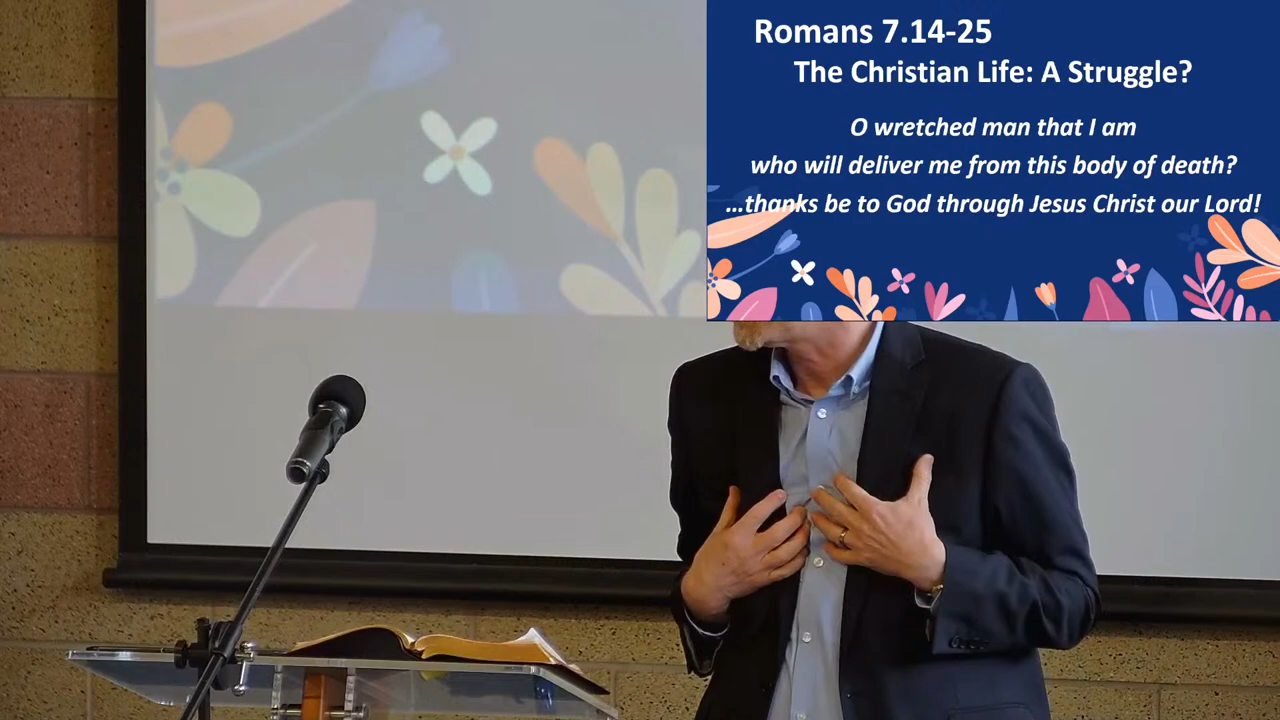 Romans 7.14-25
The Christian Life: A Struggle?
O wretched man that I am
who will deliver me from this body of death?
...thanks be to God through Jesus Christ our Lord!